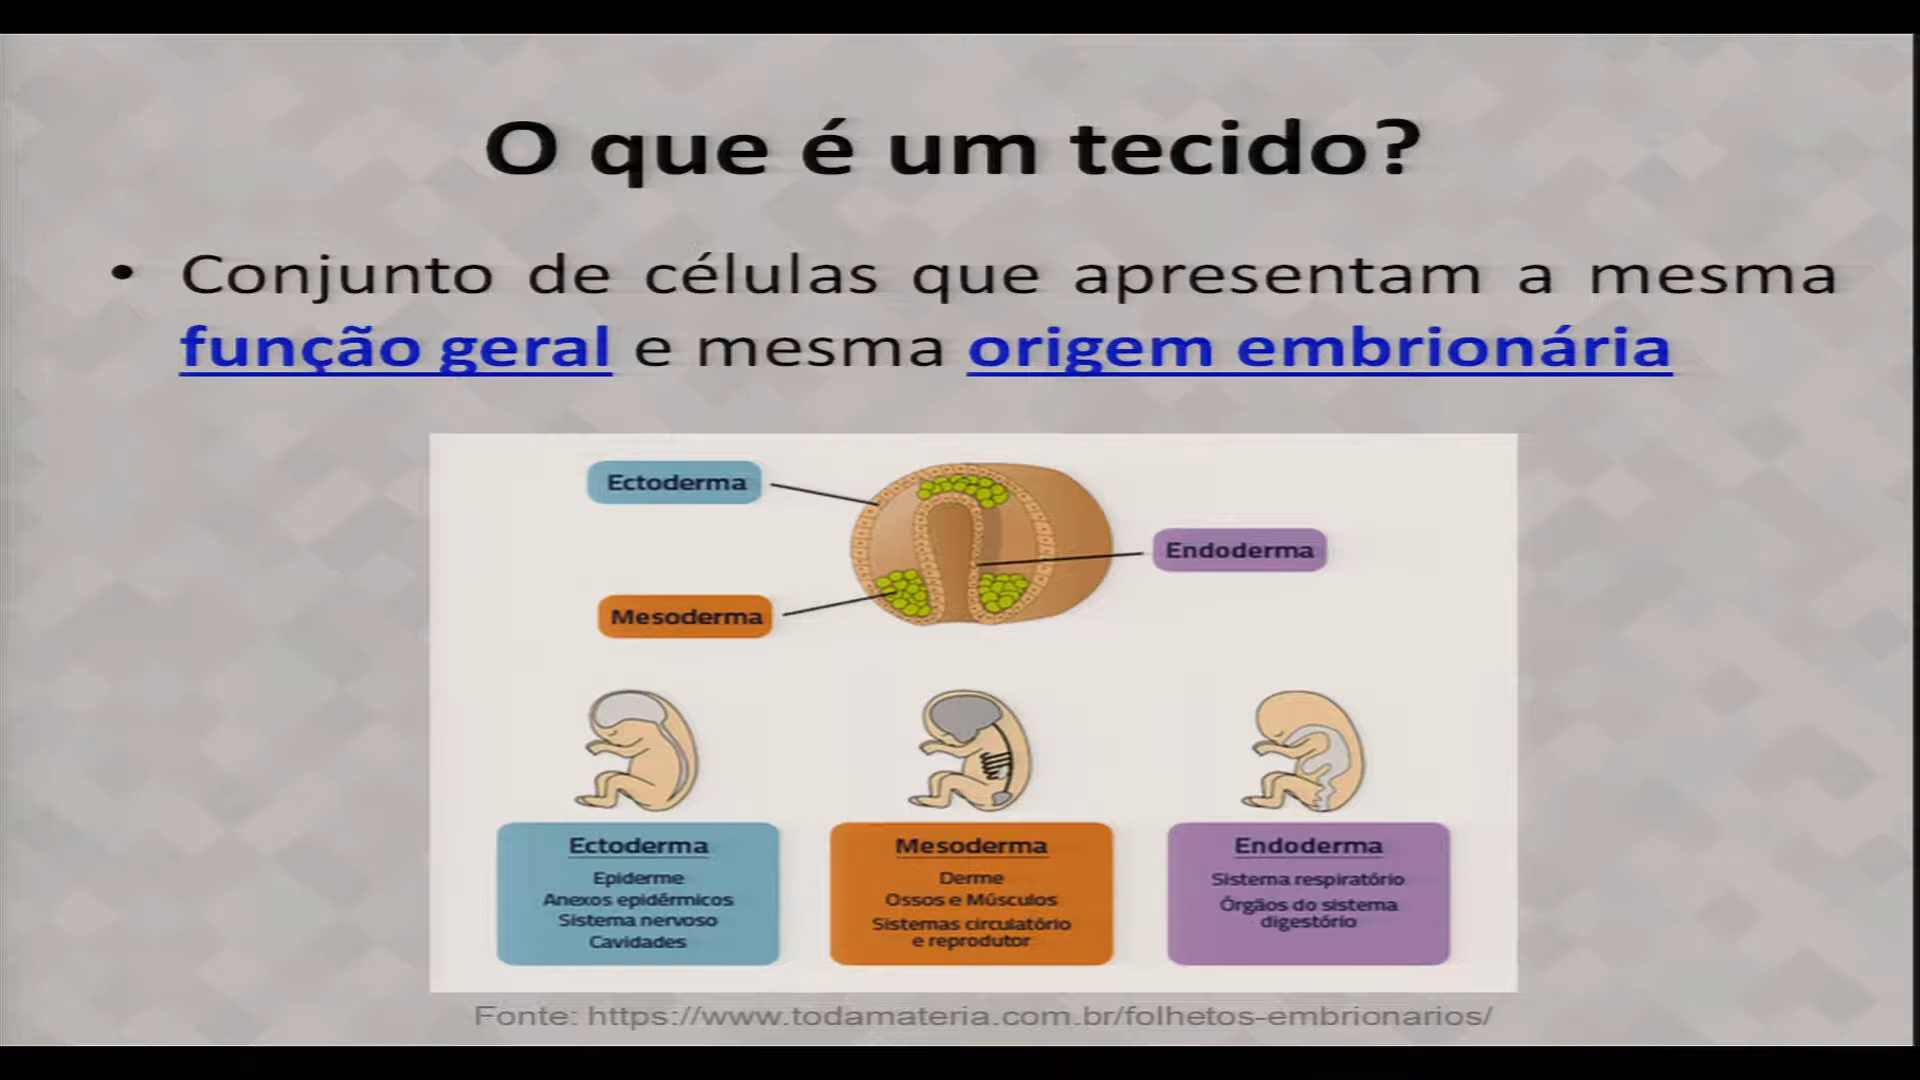 O que é um tecido?
• Conjunto de células que apresentam a mesma
função geral e mesma origem embrionária
Ectoderma
Endoderma
Mesoderma
Ectoderma
Epiderme
Anexos epidérmicos
Sistema nervoso
Cavidades
Mesoderma
Derme
Ossos e Músculos
Sistemas circulatório
e reprodutor
Endoderma
Sistema respiratório
Órgãos do sistema
digestório
Fonte: https://www.todamateria.com.br/folhetos-embrionarios/